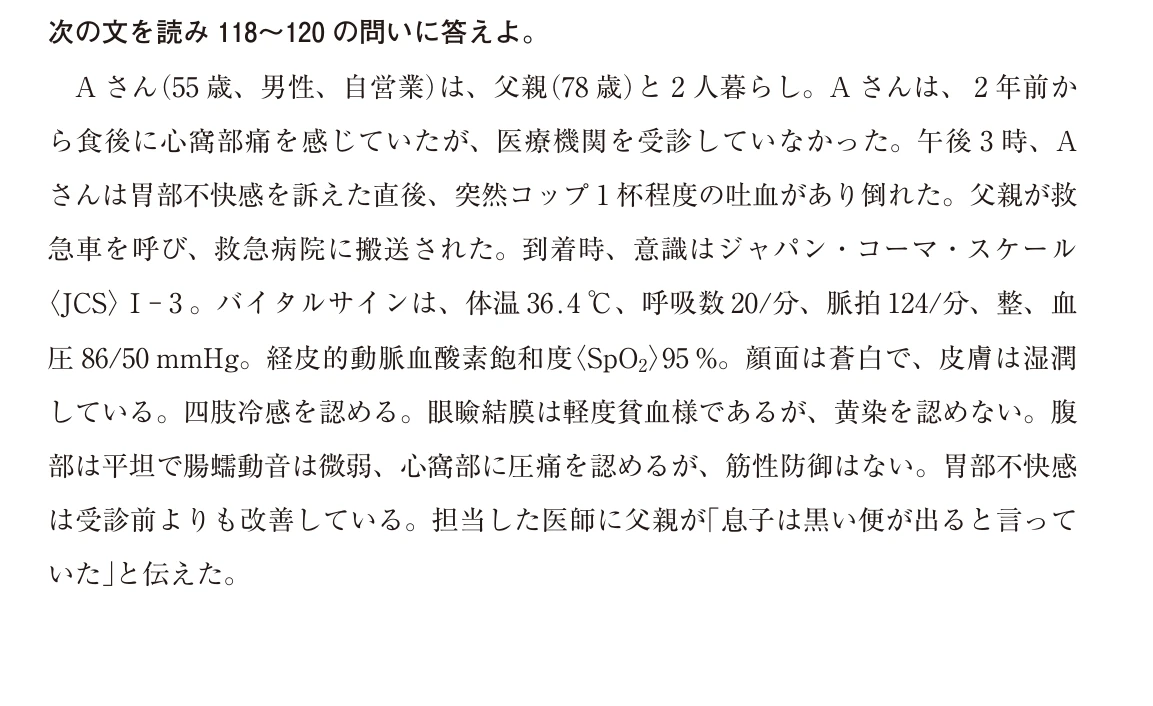 次の文を読み 118〜120 の問いに答えよ。
A さん(55 歳、男性、自営業)は、父親(78 歳)と 2 人暮らし。A さんは、2 年前か
ら食後に心窩部痛を感じていたが、医療機関を受診していなかった。午後 3 時、A
さんは胃部不快感を訴えた直後、突然コップ 1 杯程度の吐血があり倒れた。父親が救
急車を呼び、救急病院に搬送された。到着時、意識はジャパン・コーマ・スケール
〈JCS〉Ⅰ-3。バイタルサインは、体温 36.4 ℃、呼吸数 20/分、脈拍 124/分、整、血
圧 86/50 mmHg。経皮的動脈血酸素飽和度〈SpO₂〉95 %。顔面は蒼白で、皮膚は湿潤
している。四肢冷感を認める。眼瞼結膜は軽度貧血様であるが、黄染を認めない。腹
部は平坦で腸蠕動音は微弱、心窩部に圧痛を認めるが、筋性防御はない。胃部不快感
は受診前よりも改善している。担当した医師に父親が「息子は黒い便が出ると言って
いた」と伝えた。